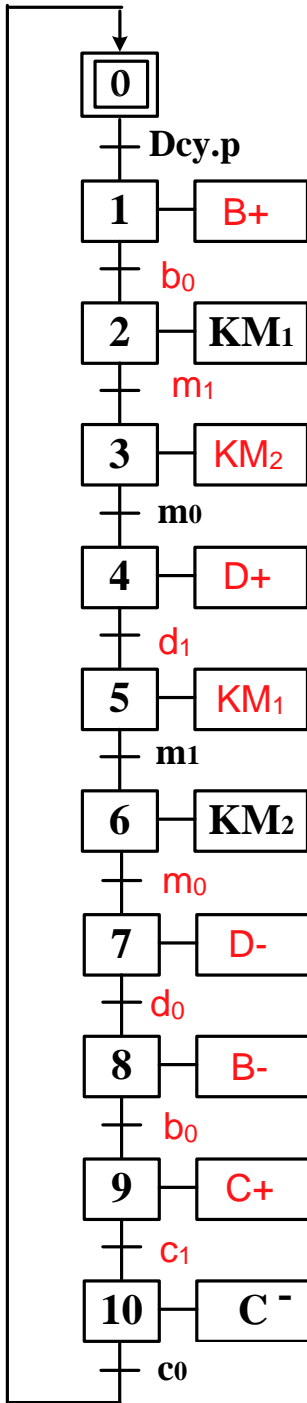 0
Dcy.p
1 B+
b₀
2 KM₁
m₁
3 KM₂
m₀
4 D+
d₁
5 KM₁
m₁
6 KM₂
m₀
7 D-
d₀
8 B-
b₀
9 C+
c₁
10 C⁻
c₀